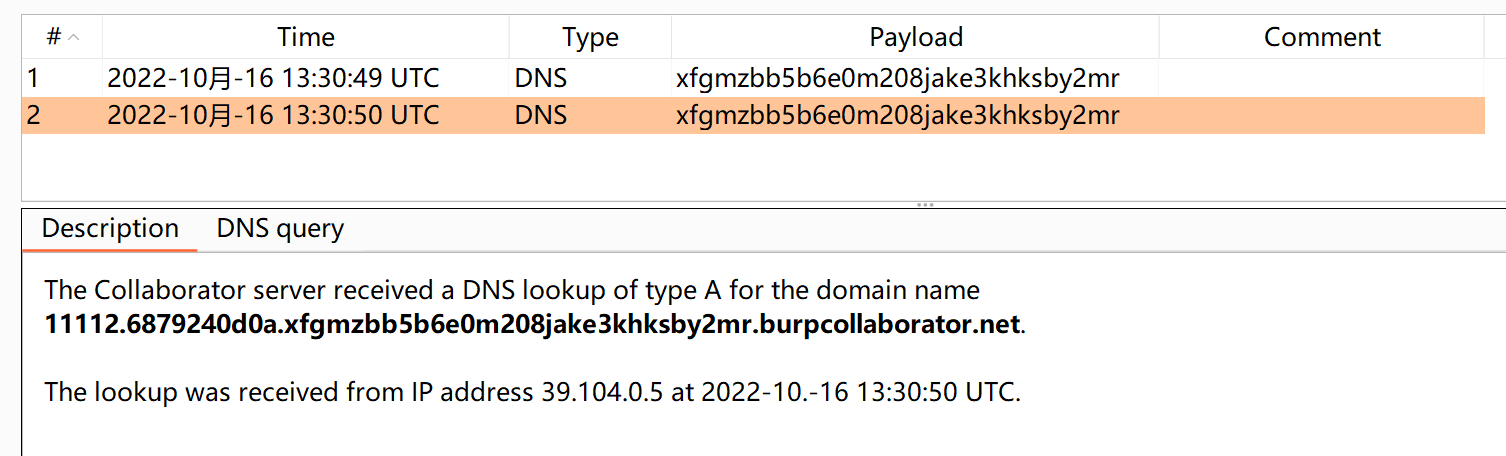 # Time Type Payload Comment
1 2022-10月-16 13:30:49 UTC DNS xfgmzbb5b6e0m208jake3khksby2mr
2 2022-10月-16 13:30:50 UTC DNS xfgmzbb5b6e0m208jake3khksby2mr
Description DNS query
The Collaborator server received a DNS lookup of type A for the domain name
11112.6879240d0a.xfgmzbb5b6e0m208jake3khksby2mr.burpcollaborator.net.
The lookup was received from IP address 39.104.0.5 at 2022-10.-16 13:30:50 UTC.